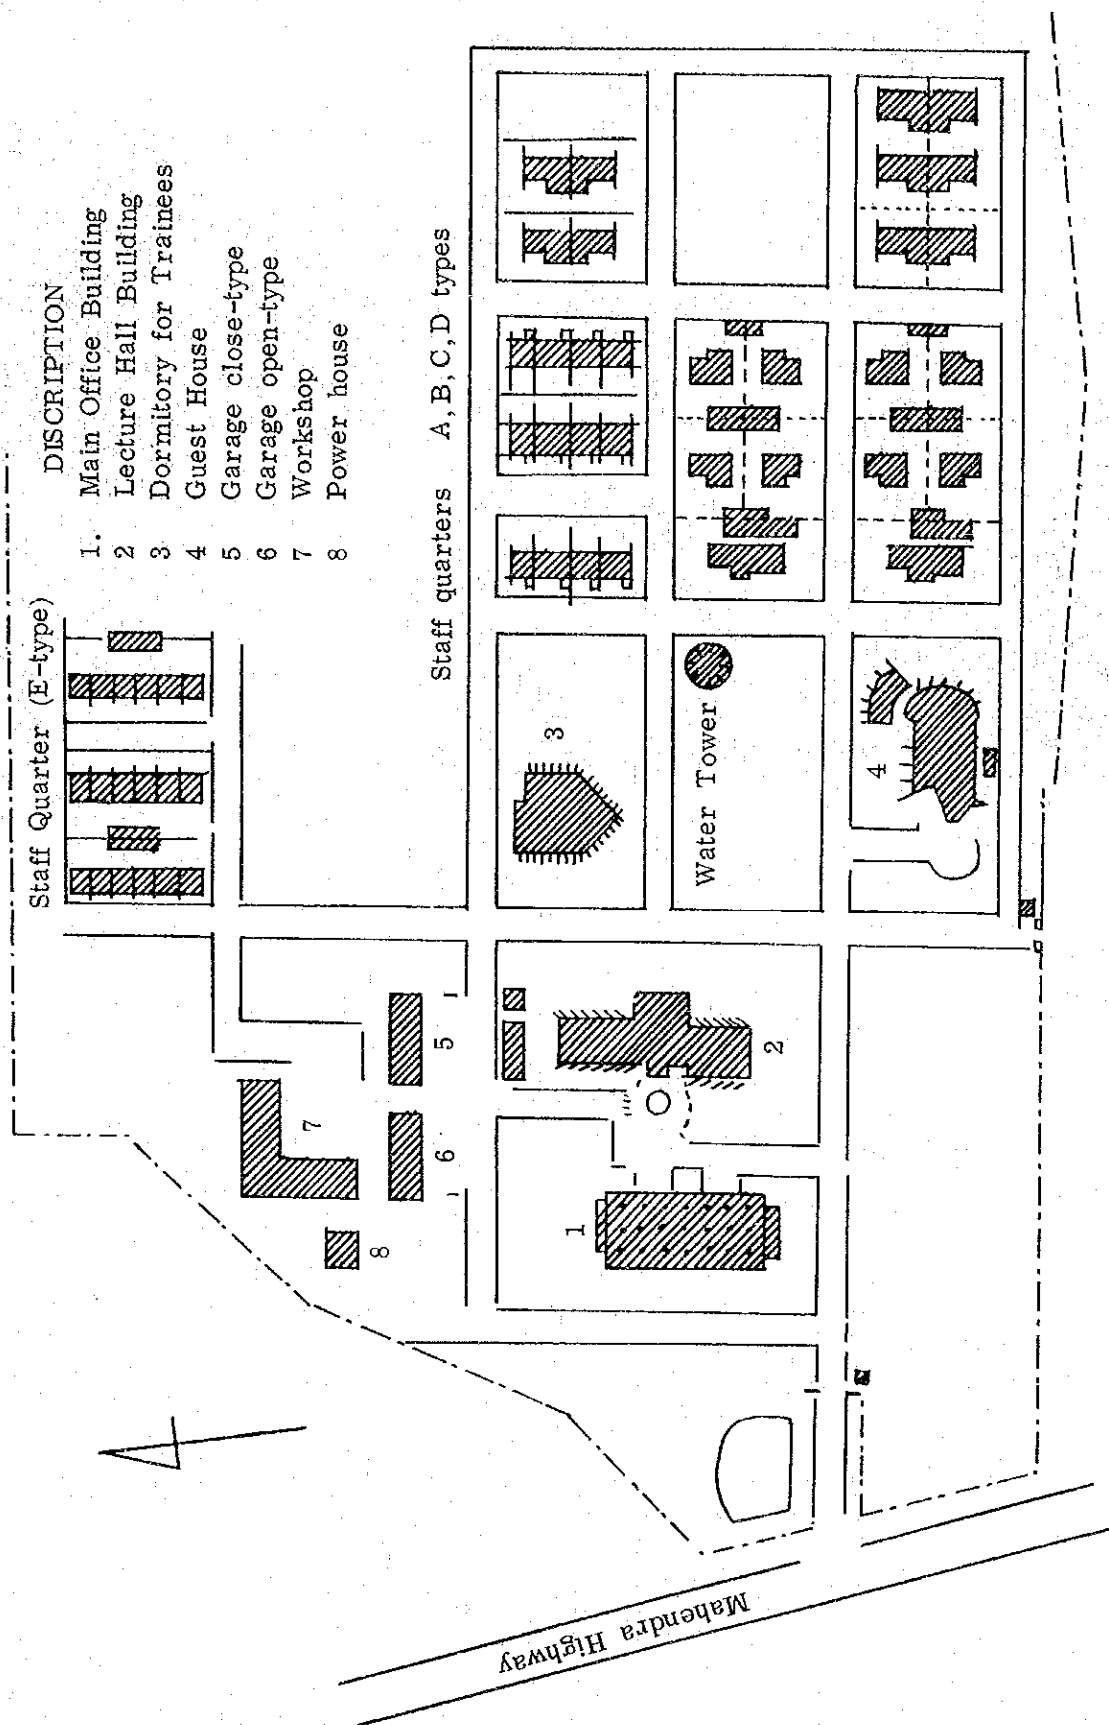 Staff Quarter (E-type)
DISCRIPTION
1. Main Office Building
2 Lecture Hall Building
3 Dormitory for Trainees
4 Guest House
5 Garage close-type
6 Garage open-type
7 Workshop
8 Power house
Staff quarters A, B, C, D types
7
8
6
5
3
1
2
Water Tower
4
Mahendra Highway